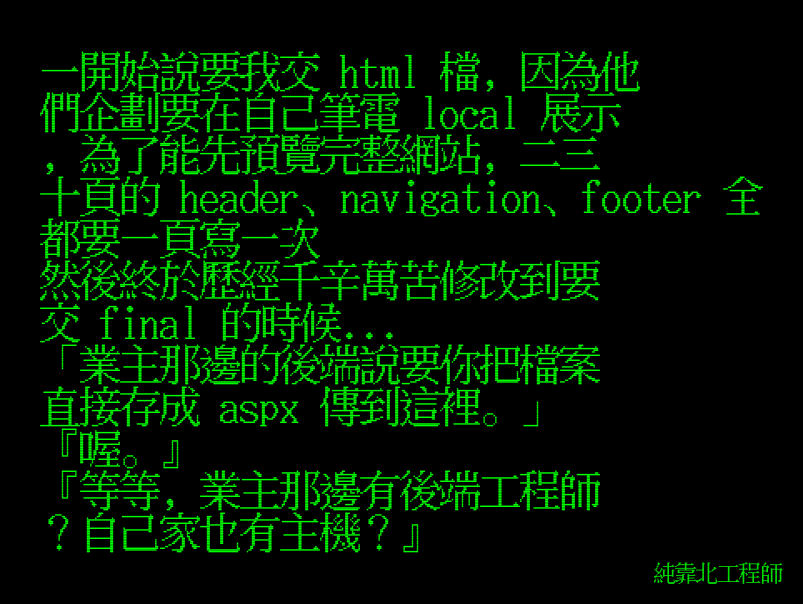 一開始說要我交 html 檔, 因為他
們企劃要在自己筆電 local 展示
, 為了能先預覽完整網站, 二三
十頁的 header、navigation、footer 全
都要一頁寫一次
然後終於歷經千辛萬苦修改到要
交 final 的時候...
「業主那邊的後端說要你把檔案
直接存成 aspx 傳到這裡。」
『喔。』
『等等, 業主那邊有後端工程師
？自己家也有主機？』
純靠北工程師